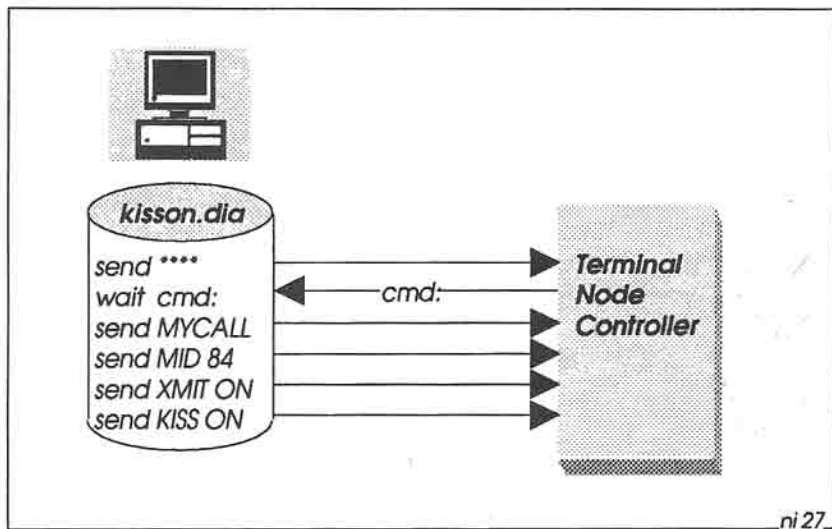 kisson.dia
send ****
wait cmd:
send MYCALL
send MID 84
send XMIT ON
send KISS ON
cmd:
Terminal
Node
Controller
ni 27